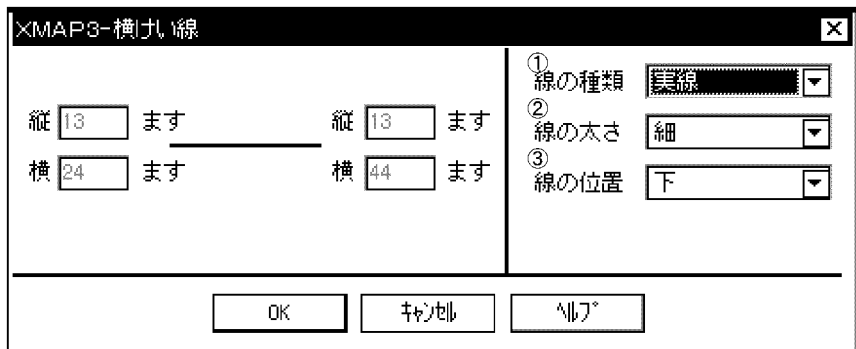 XMAP3-横けい線
縦 13 ます 縦 13 ます
横 24 ます 横 44 ます
①
線の種類 実線
②
線の太さ 細
③
線の位置 下
OK ｷｬﾝｾﾙ ﾍﾙﾌﾟ